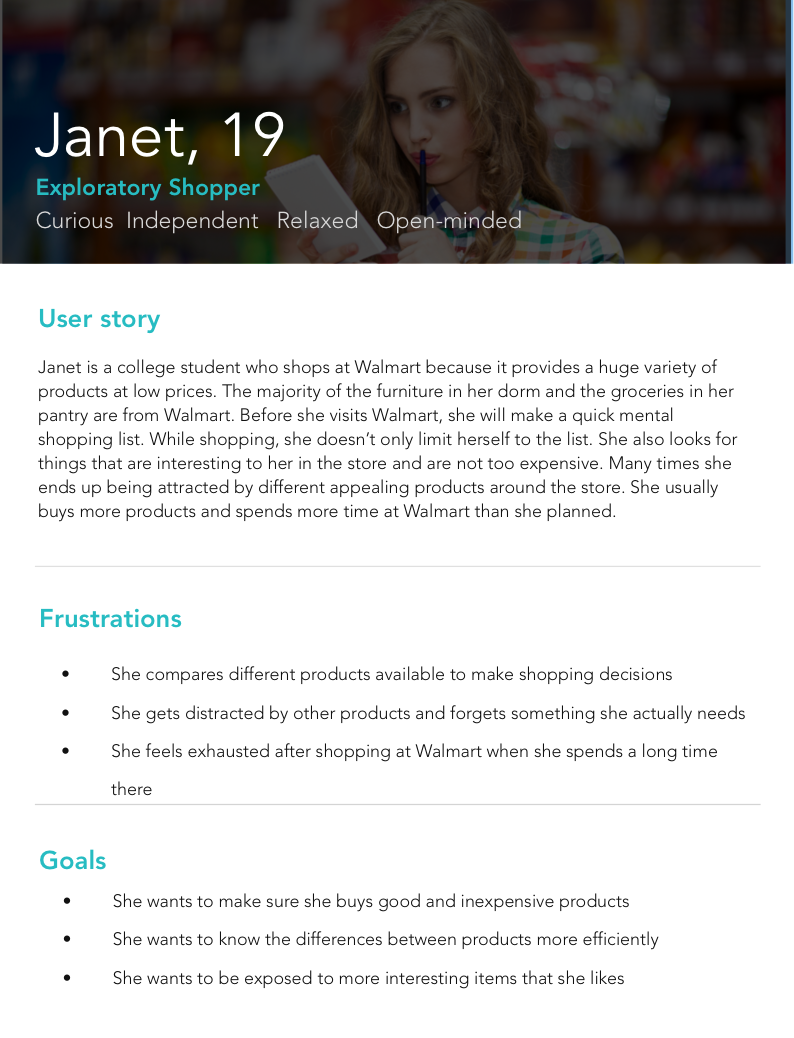 Janet, 19
Exploratory Shopper
Curious Independent Relaxed Open-minded
User story
Janet is a college student who shops at Walmart because it provides a huge variety of
products at low prices. The majority of the furniture in her dorm and the groceries in her
pantry are from Walmart. Before she visits Walmart, she will make a quick mental
shopping list. While shopping, she doesn’t only limit herself to the list. She also looks for
things that are interesting to her in the store and are not too expensive. Many times she
ends up being attracted by different appealing products around the store. She usually
buys more products and spends more time at Walmart than she planned.
Frustrations
• She compares different products available to make shopping decisions
• She gets distracted by other products and forgets something she actually needs
• She feels exhausted after shopping at Walmart when she spends a long time
there
Goals
• She wants to make sure she buys good and inexpensive products
• She wants to know the differences between products more efficiently
• She wants to be exposed to more interesting items that she likes